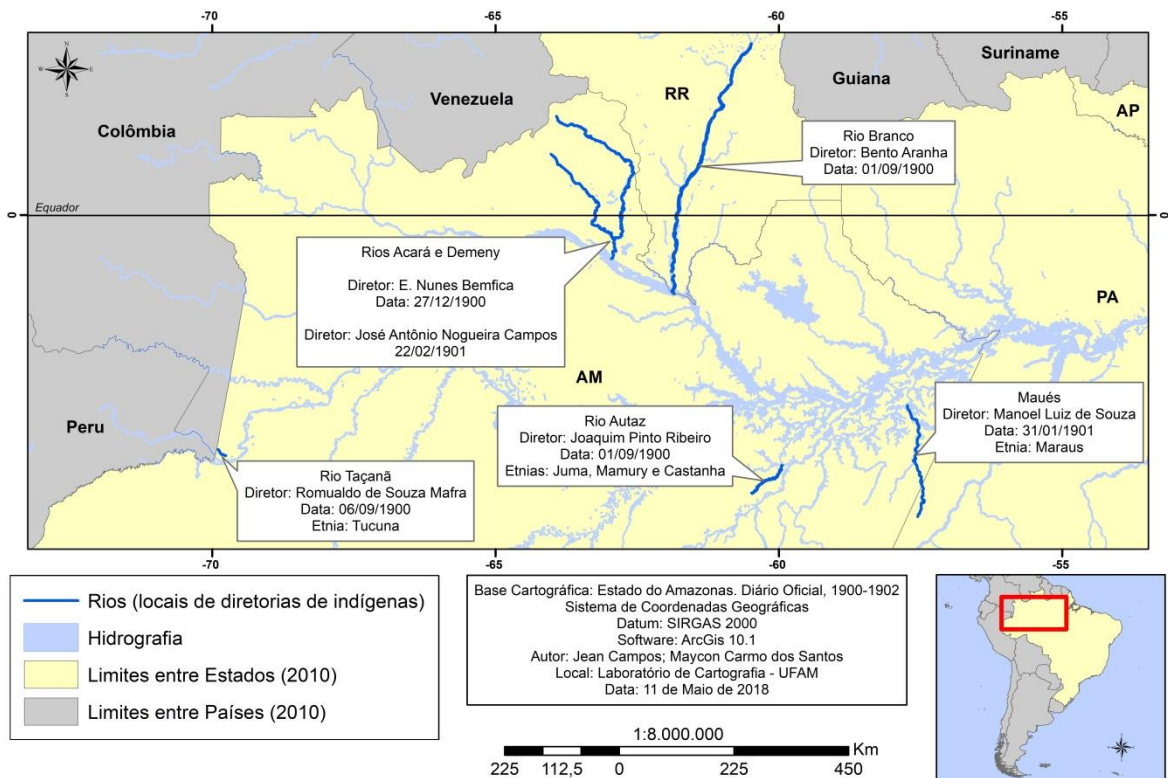 -70
-65
-60
-55
N
W
E
S
Suriname
Guiana
Venezuela
RR
AP
Colômbia
Rio Branco
Diretor: Bento Aranha
Data: 01/09/1900
0
Equador
0
Rios Acará e Demeny
Diretor: E. Nunes Bemfica
Data: 27/12/1900
Diretor: José Antônio Nogueira Campos
22/02/1901
PA
AM
Peru
Rio Autaz
Diretor: Joaquim Pinto Ribeiro
Data: 01/09/1900
Etnias: Juma, Mamury e Castanha
Maués
Diretor: Manoel Luiz de Souza
Data: 31/01/1901
Etnia: Maraus
Rio Taçanã
Diretor: Romualdo de Souza Mafra
Data: 06/09/1900
Etnia: Tucuna
-70
-65
-60
-55
Rios (locais de diretorias de indígenas)
Hidrografia
Limites entre Estados (2010)
Limites entre Países (2010)
Base Cartográfica: Estado do Amazonas. Diário Oficial, 1900-1902
Sistema de Coordenadas Geográficas
Datum: SIRGAS 2000
Software: ArcGis 10.1
Autor: Jean Campos; Maycon Carmo dos Santos
Local: Laboratório de Cartografia - UFAM
Data: 11 de Maio de 2018
1:8.000.000
Km
225 112,5 0 225 450